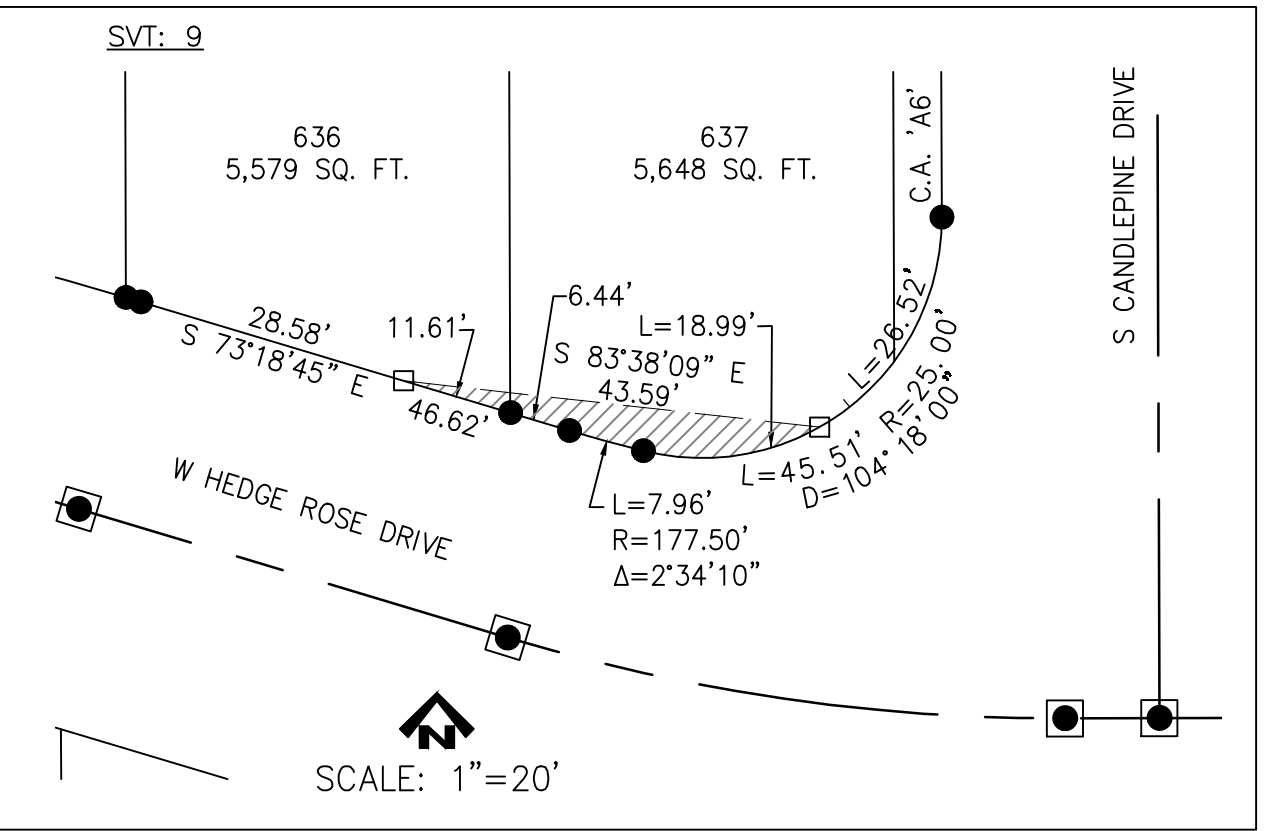 SVT: 9
636
5,579 SQ. FT.
637
5,648 SQ. FT.
C.A. 'A6'
S CANDLEPINE DRIVE
28.58'
S 73°18'45" E
46.62'
11.61'
6.44'
L=18.99'
S 83°38'09" E
43.59'
L=26.52'
L=45.51' R=25.00'
D=104°18'00"
L=7.96'
R=177.50'
Δ=2°34'10"
W HEDGE ROSE DRIVE
N
SCALE: 1"=20'